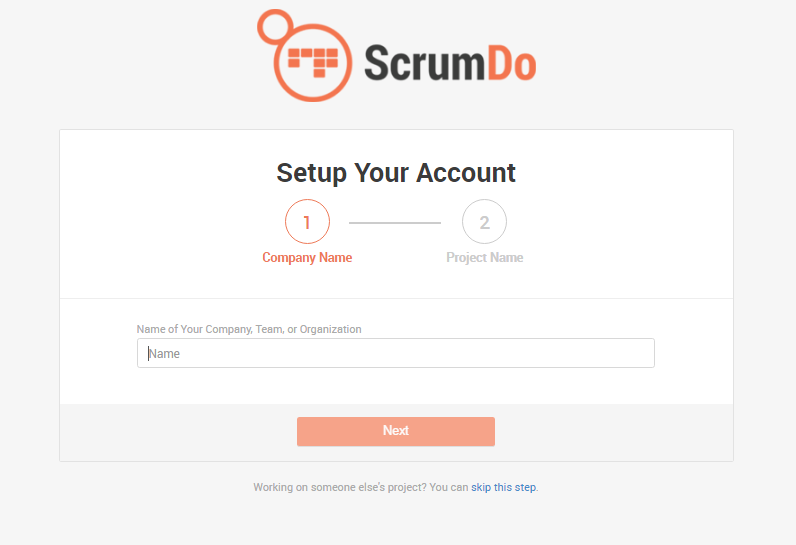 ScrumDo
Setup Your Account
1
2
Company Name
Project Name
Name of Your Company, Team, or Organization
Name
Next
Working on someone else's project? You can skip this step.